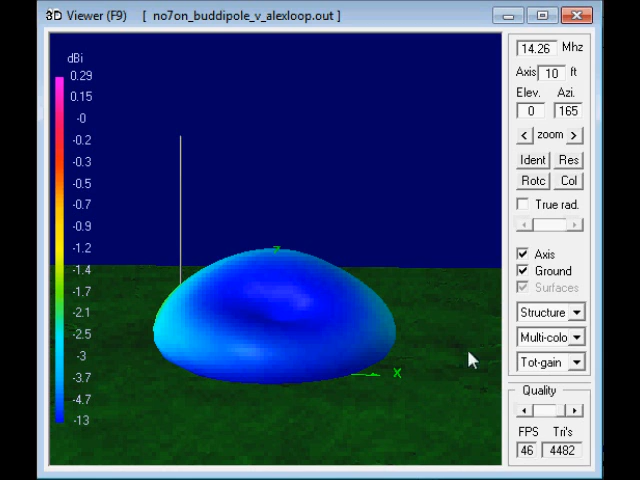 3D Viewer (F9) [ no7on_buddipole_v_alexloop.out ]
dBi
0.29
0.15
-0
-0.2
-0.3
-0.5
-0.7
-0.9
-1.2
-1.4
-1.7
-2.1
-2.5
-3
-3.7
-4.7
-13
Z
X
14.26 Mhz
Axis 10 ft
Elev. Azi.
0 165
< zoom >
Ident Res
Rotc Col
True rad.
Axis
Ground
Surfaces
Structure
Multi-colo
Tot-gain
Quality
FPS Tri's
46 4482